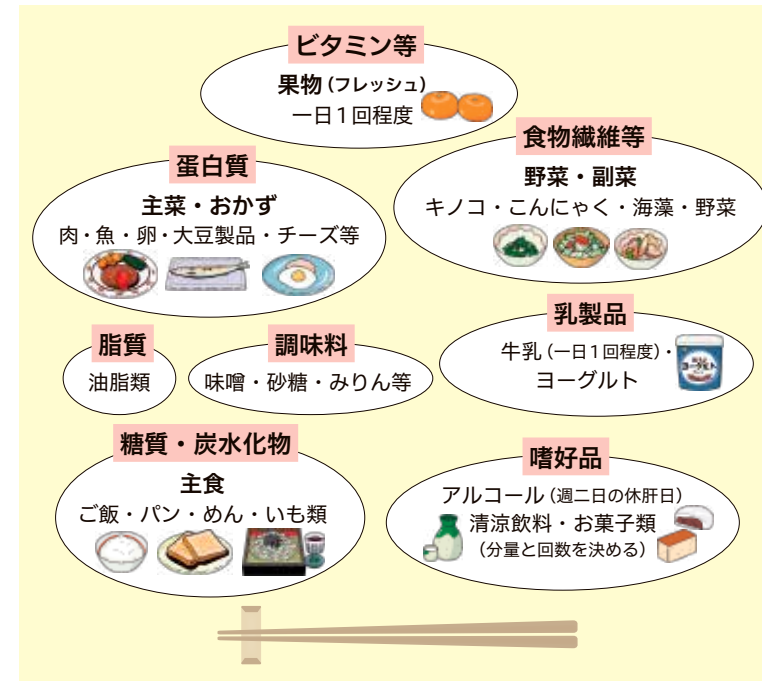 ビタミン等
果物（フレッシュ）
一日１回程度
食物繊維等
野菜・副菜
キノコ・こんにゃく・海藻・野菜
蛋白質
主菜・おかず
肉・魚・卵・大豆製品・チーズ等
乳製品
牛乳（一日１回程度）・
ヨーグルト
ヨーグルト
脂質
油脂類
調味料
味噌・砂糖・みりん等
糖質・炭水化物
主食
ご飯・パン・めん・いも類
嗜好品
アルコール（週二日の休肝日）
清涼飲料・お菓子類
（分量と回数を決める）